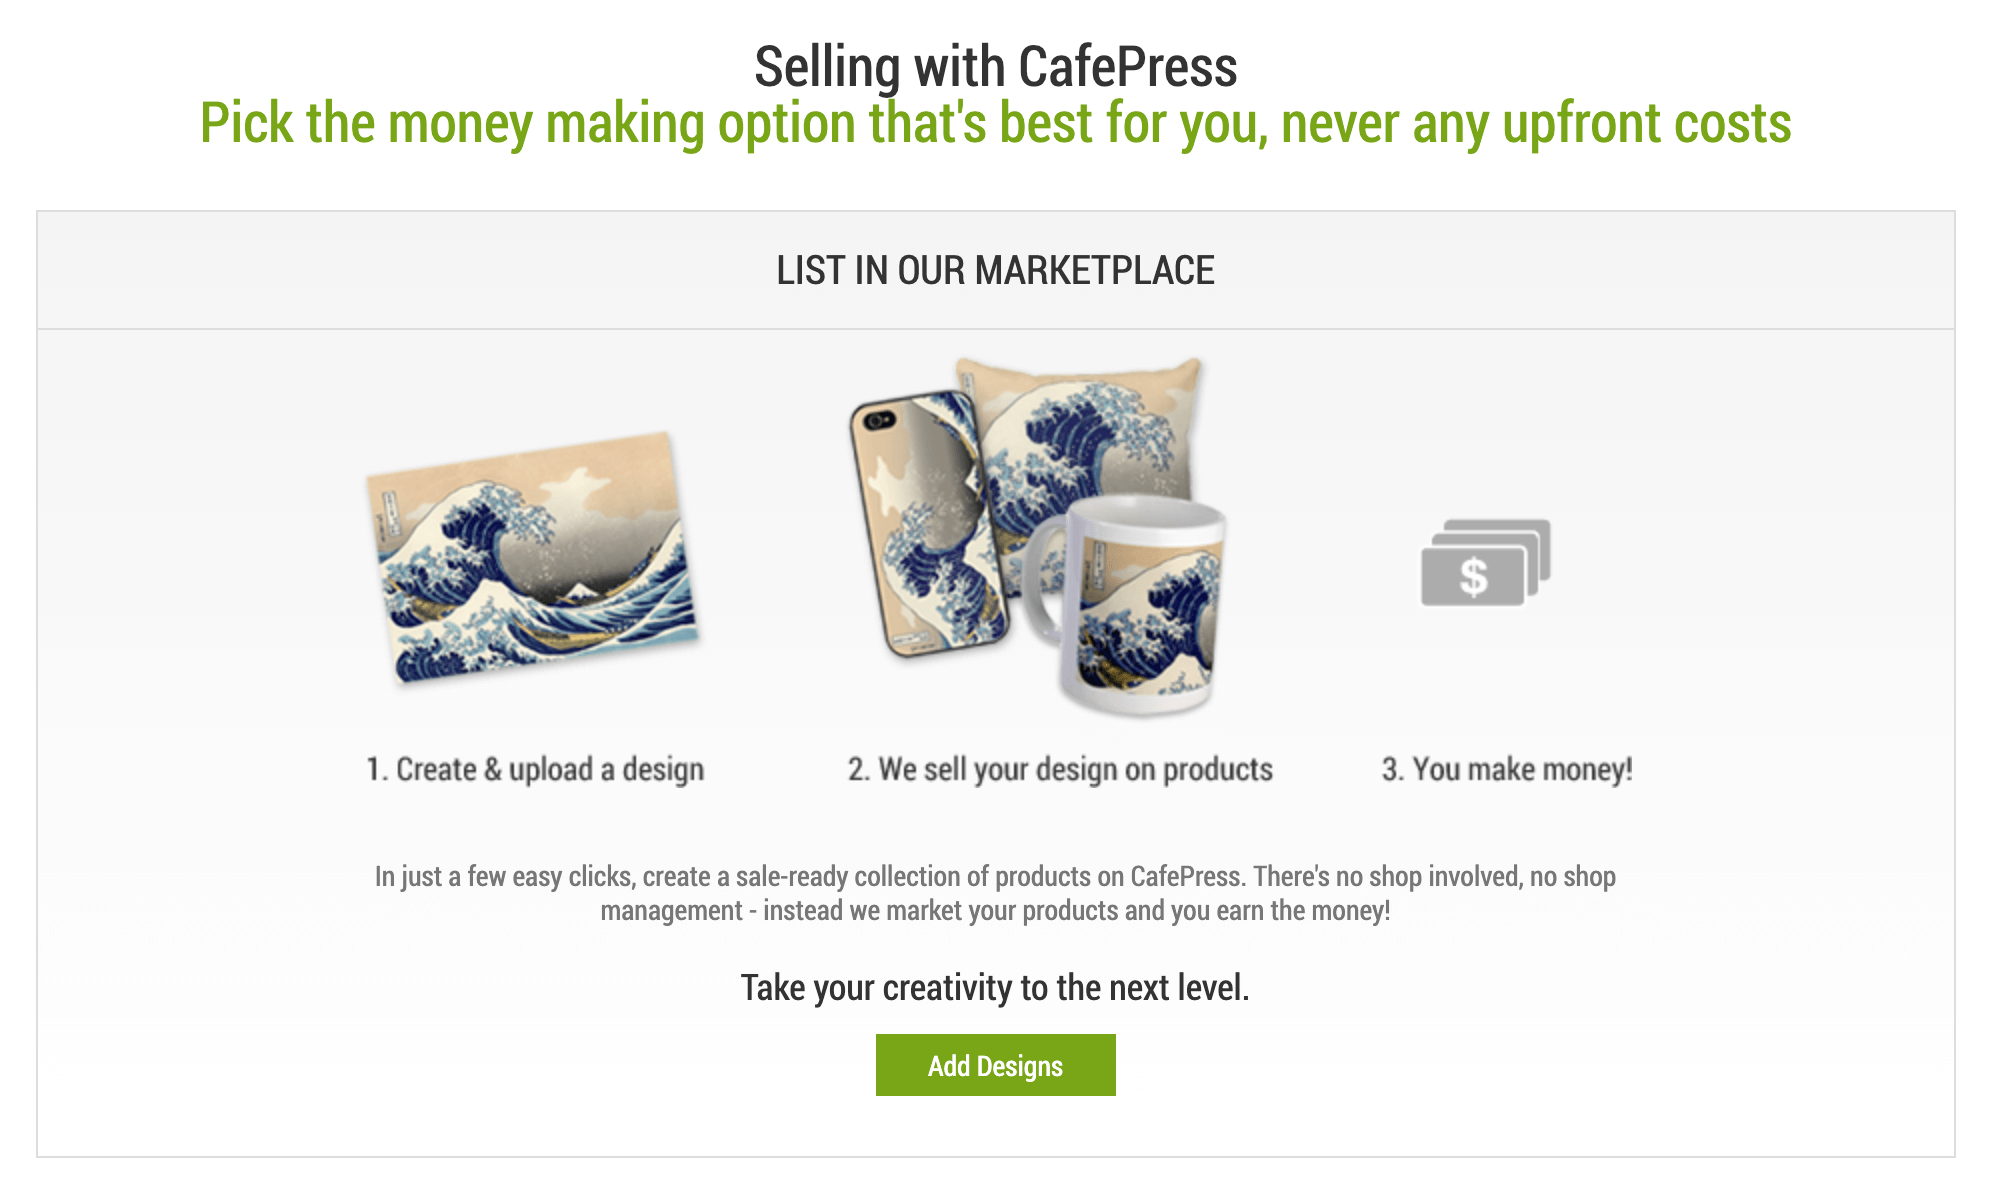 Selling with CafePress
Pick the money making option that's best for you, never any upfront costs
LIST IN OUR MARKETPLACE
$
1. Create & upload a design
2. We sell your design on products
3. You make money!
In just a few easy clicks, create a sale-ready collection of products on CafePress. There's no shop involved, no shop
management - instead we market your products and you earn the money!
Take your creativity to the next level.
Add Designs